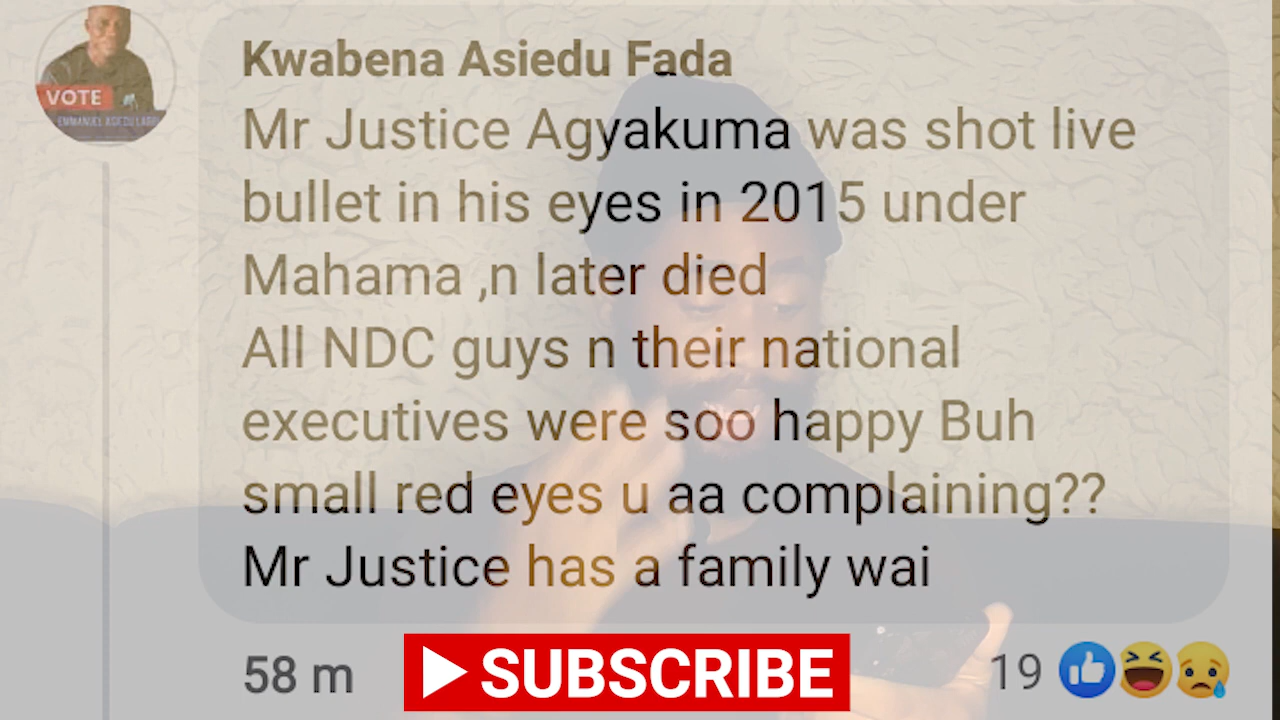 Kwabena Asiedu Fada
VOTE
Mr Justice Agyakuma was shot live
bullet in his eyes in 2015 under
Mahama ,n later died
All NDC guys n their national
executives were soo happy Buh
small red eyes u aa complaining??
Mr Justice has a family wai
58 m
SUBSCRIBE
19